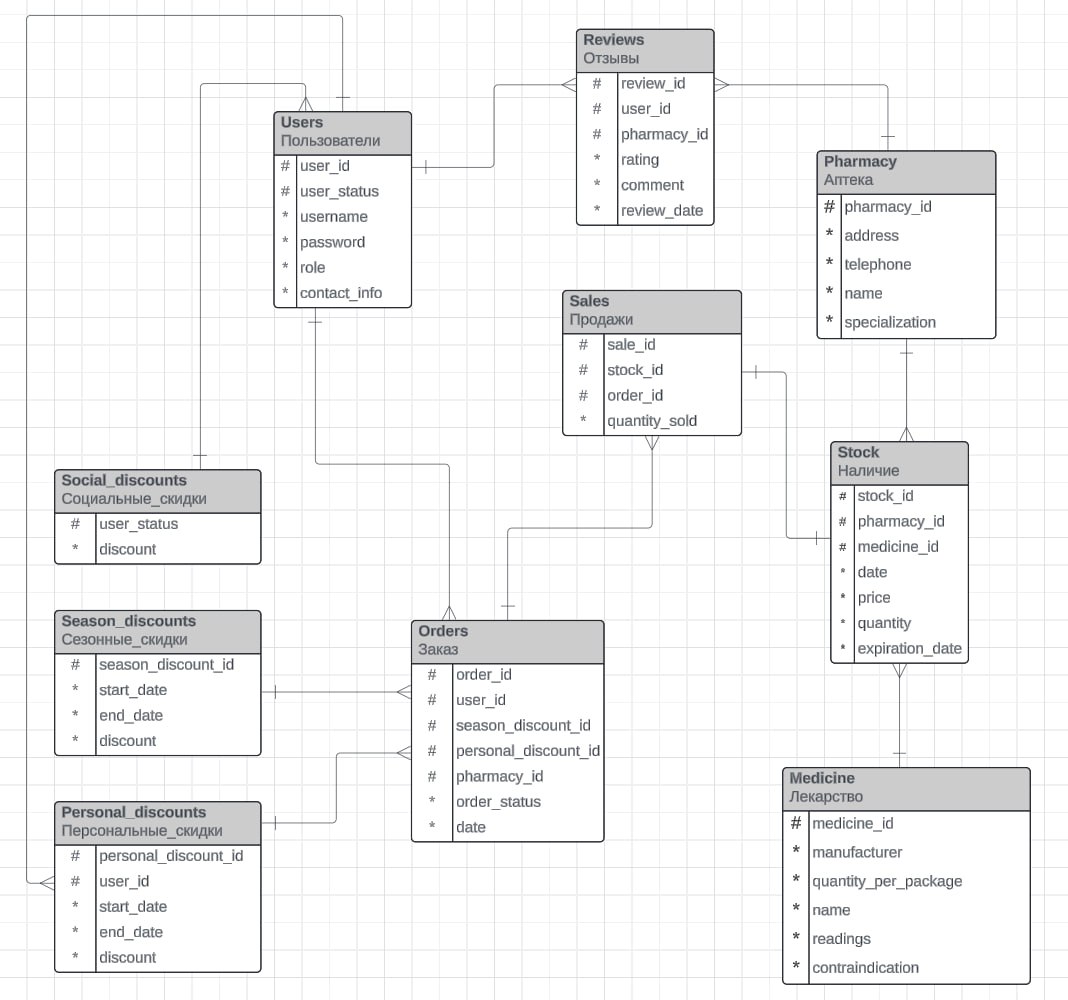 Reviews
Отзывы
# review_id
# user_id
# pharmacy_id
* rating
* comment
* review_date
Users
Пользователи
# user_id
# user_status
* username
* password
* role
* contact_info
Pharmacy
Аптека
# pharmacy_id
* address
* telephone
* name
* specialization
Sales
Продажи
# sale_id
# stock_id
# order_id
* quantity_sold
Stock
Наличие
# stock_id
# pharmacy_id
# medicine_id
* date
* price
* quantity
* expiration_date
Social_discounts
Социальные_скидки
# user_status
* discount
Season_discounts
Сезонные_скидки
# season_discount_id
* start_date
* end_date
* discount
Orders
Заказ
# order_id
# user_id
# season_discount_id
# personal_discount_id
# pharmacy_id
* order_status
* date
Personal_discounts
Персональные_скидки
# personal_discount_id
# user_id
* start_date
* end_date
* discount
Medicine
Лекарство
# medicine_id
* manufacturer
* quantity_per_package
* name
* readings
* contraindication